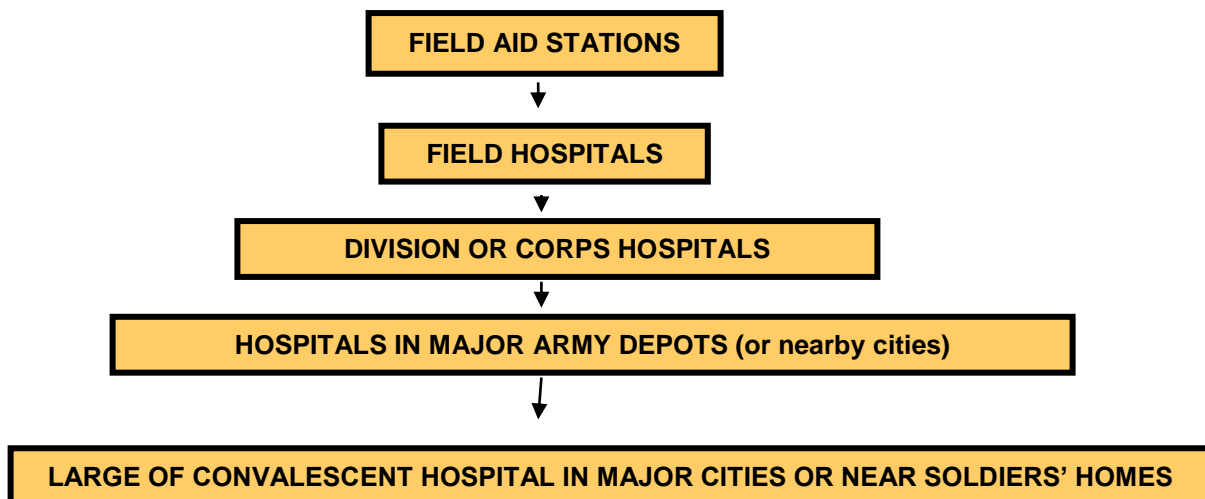 FIELD AID STATIONS
FIELD HOSPITALS
DIVISION OR CORPS HOSPITALS
HOSPITALS IN MAJOR ARMY DEPOTS (or nearby cities)
LARGE OF CONVALESCENT HOSPITAL IN MAJOR CITIES OR NEAR SOLDIERS’ HOMES